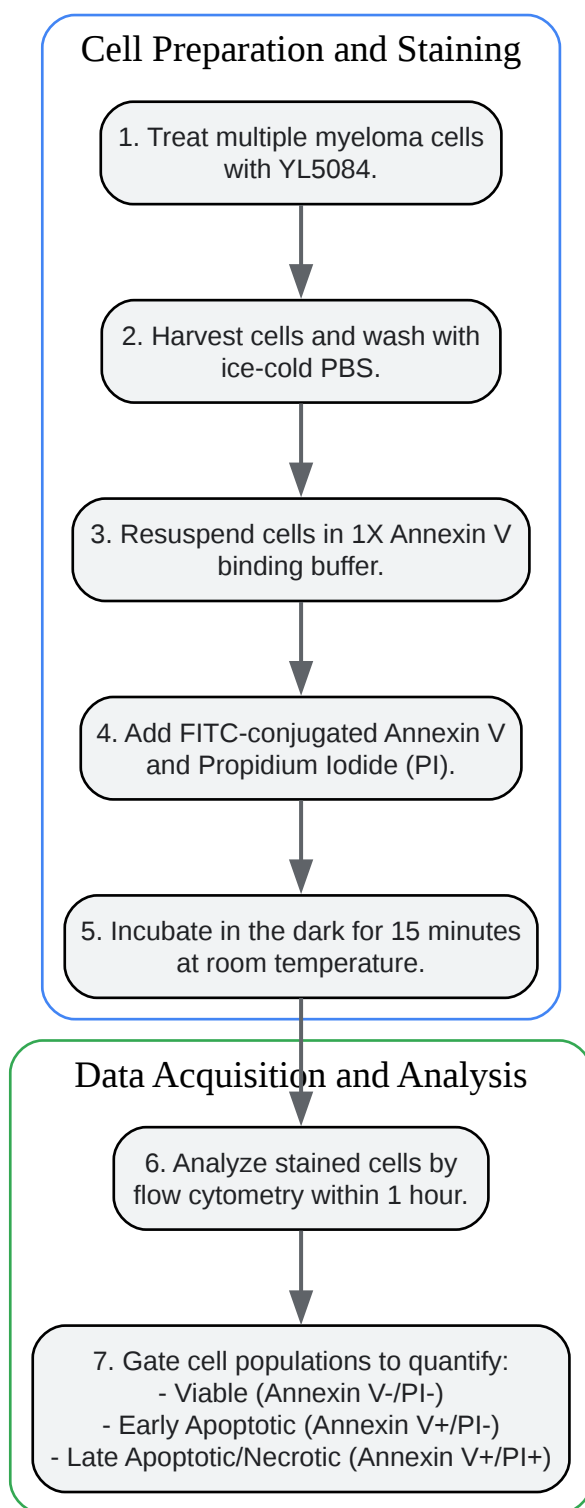 Cell Preparation and Staining
1. Treat multiple myeloma cells
with YL5084.
2. Harvest cells and wash with
ice-cold PBS.
3. Resuspend cells in 1X Annexin V
binding buffer.
4. Add FITC-conjugated Annexin V
and Propidium Iodide (PI).
5. Incubate in the dark for 15 minutes
at room temperature.
Data Acquisition and Analysis
6. Analyze stained cells by
flow cytometry within 1 hour.
7. Gate cell populations to quantify:
- Viable (Annexin V-/PI-)
- Early Apoptotic (Annexin V+/PI-)
- Late Apoptotic/Necrotic (Annexin V+/PI+)